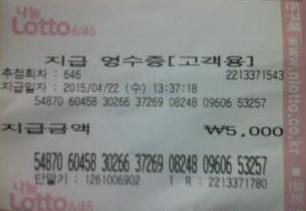 나눔
Lotto 6/45
지급 영수증[고객용]
추첨회차 : 646
2213371543
지급일자 : 2015/04/22 (수) 13:37:18
54870 60458 30266 37269 08248 09606 53257
지급금액 ₩5,000
54870 60458 30266 37269 08248 09606 53257
단말기 : 1261006902 T R : 2213371780
나눔
Lotto 6/45
www.nlotto.co.kr